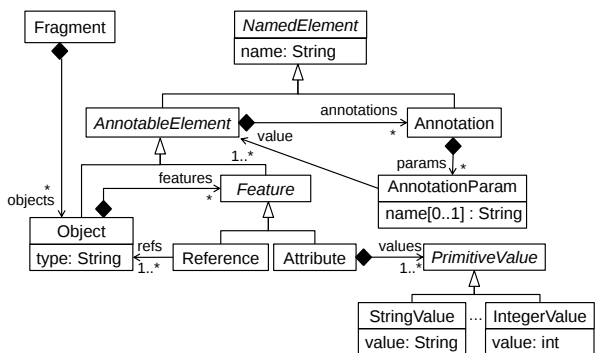 Fragment
NamedElement
name: String
annotations
AnnotableElement
Annotation
*
value
1..*
params
*
features
*
Feature
AnnotationParam
name[0..1] : String
*
objects
Object
type: String
refs
1..*
Reference
Attribute
values
1..*
PrimitiveValue
StringValue
...
IntegerValue
value: String
value: int